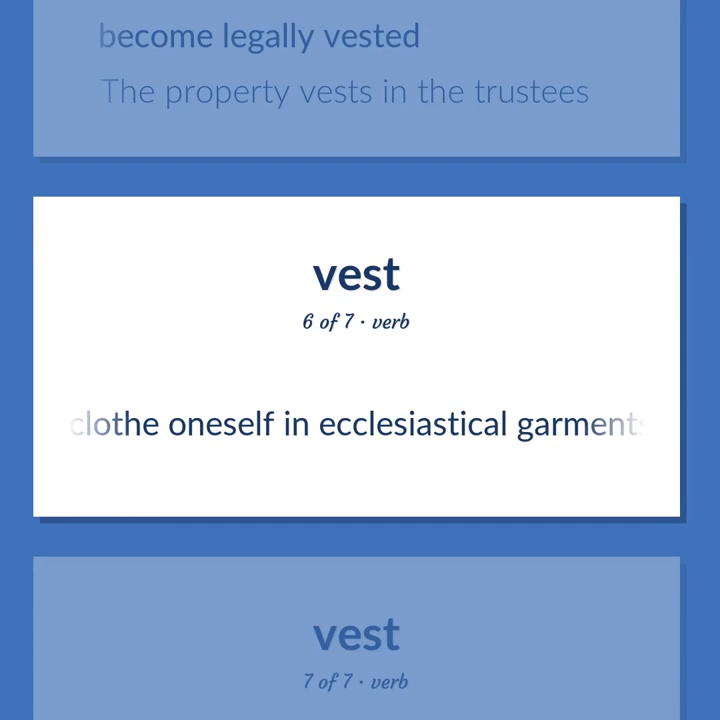 become legally vested
The property vests in the trustees
vest
6 of 7 · verb
clothe oneself in ecclesiastical garments
vest
7 of 7 · verb